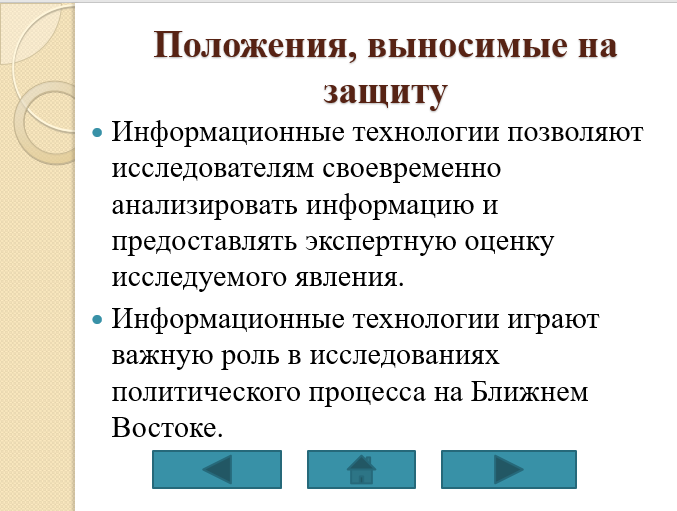 Положения, выносимые на
защиту
• Информационные технологии позволяют
исследователям своевременно
анализировать информацию и
предоставлять экспертную оценку
исследуемого явления.
• Информационные технологии играют
важную роль в исследованиях
политического процесса на Ближнем
Востоке.